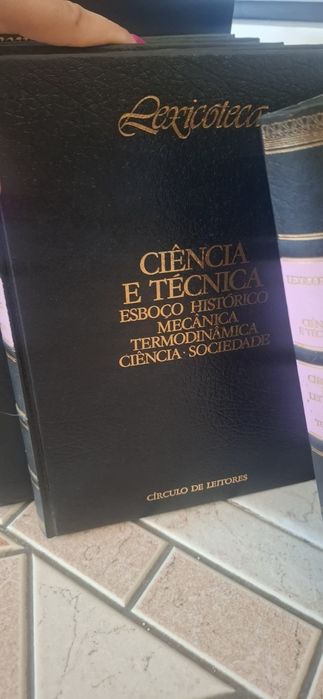 Lexicoteca
CIÊNCIA
E TÉCNICA
ESBOÇO HISTÓRICO
MECÂNICA
TERMODINÂMICA
CIÊNCIA · SOCIEDADE
CÍRCULO DE LEITORES